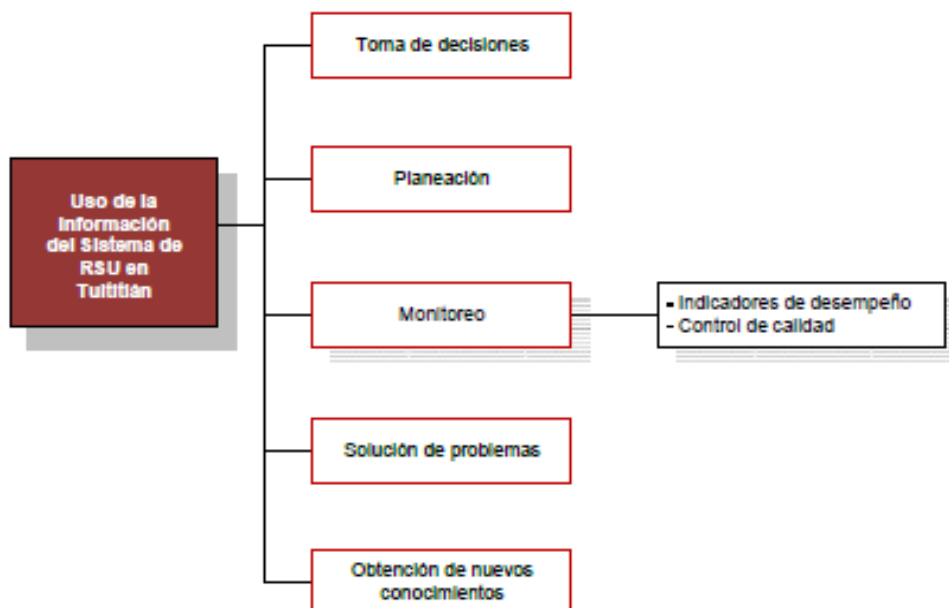 Toma de decisiones
Planeación
Uso de la
Información
del Sistema de
RSU en
Tultitlán
Monitoreo
- Indicadores de desempeño
- Control de calidad
Solución de problemas
Obtención de nuevos
conocimientos